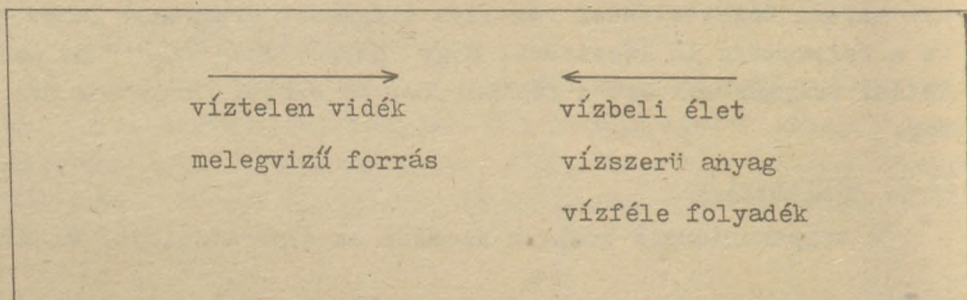 víztelen vidék
melegvizű forrás
vízbeli élet
vízszerü anyag
vízféle folyadék